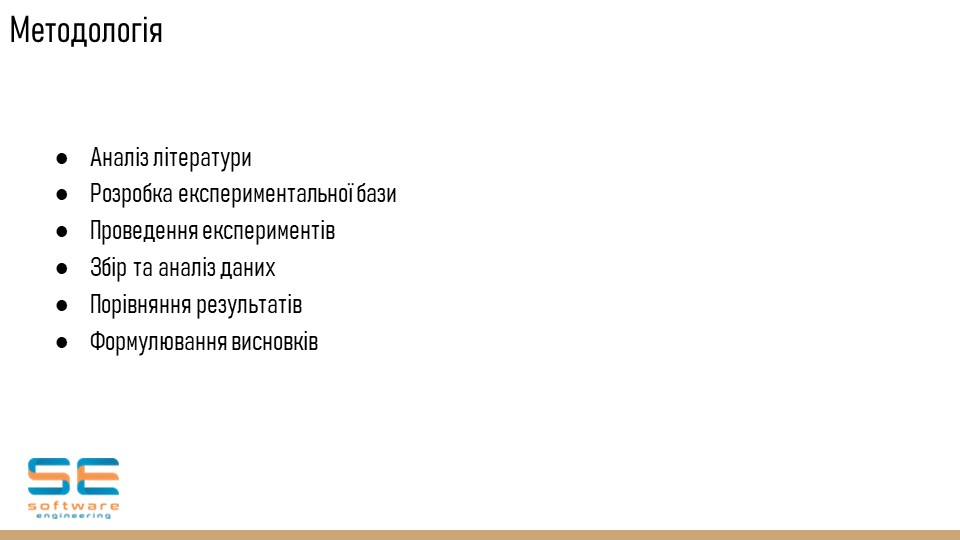 Методологія
● Аналіз літератури
● Розробка експериментальної бази
● Проведення експериментів
● Збір та аналіз даних
● Порівняння результатів
● Формулювання висновків
SE
software
engineering